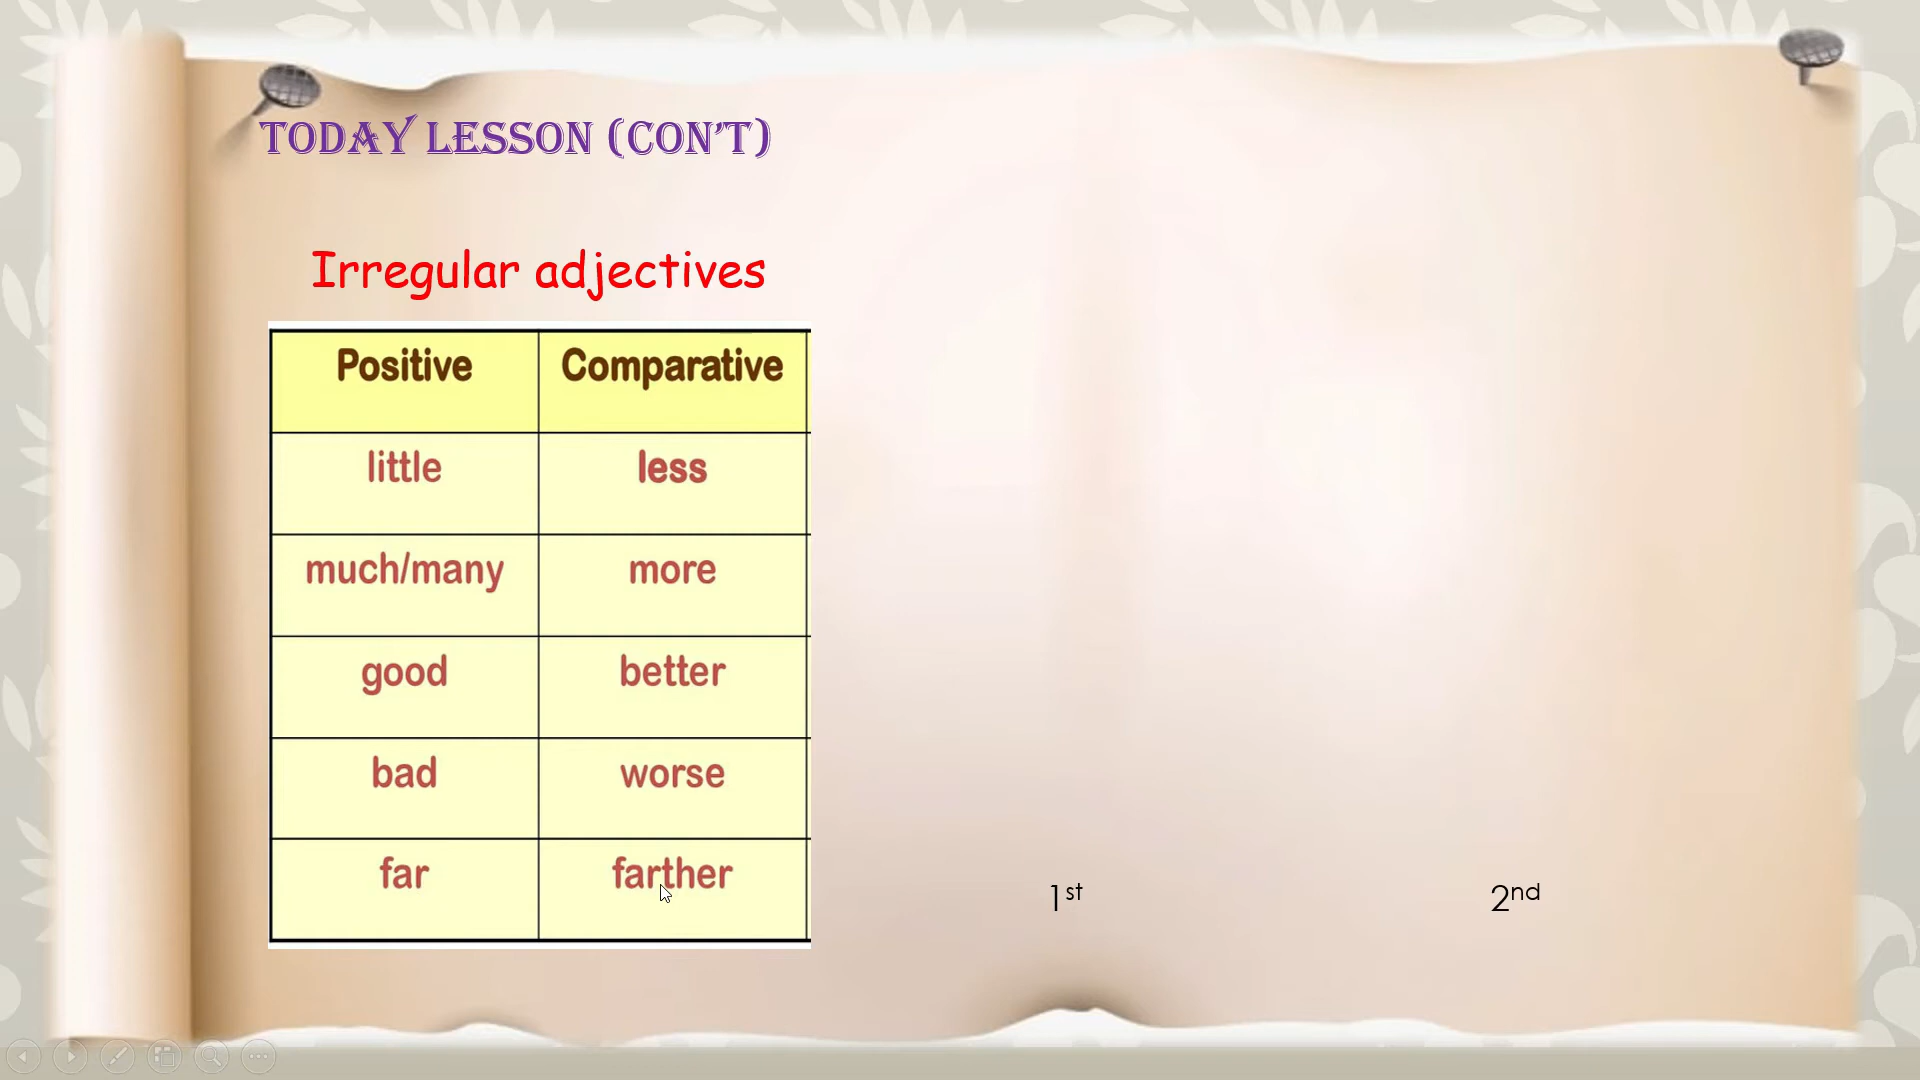 TODAY LESSON (CON’T)
Irregular adjectives
Positive Comparative
little less
much/many more
good better
bad worse
far farther
1st 2nd